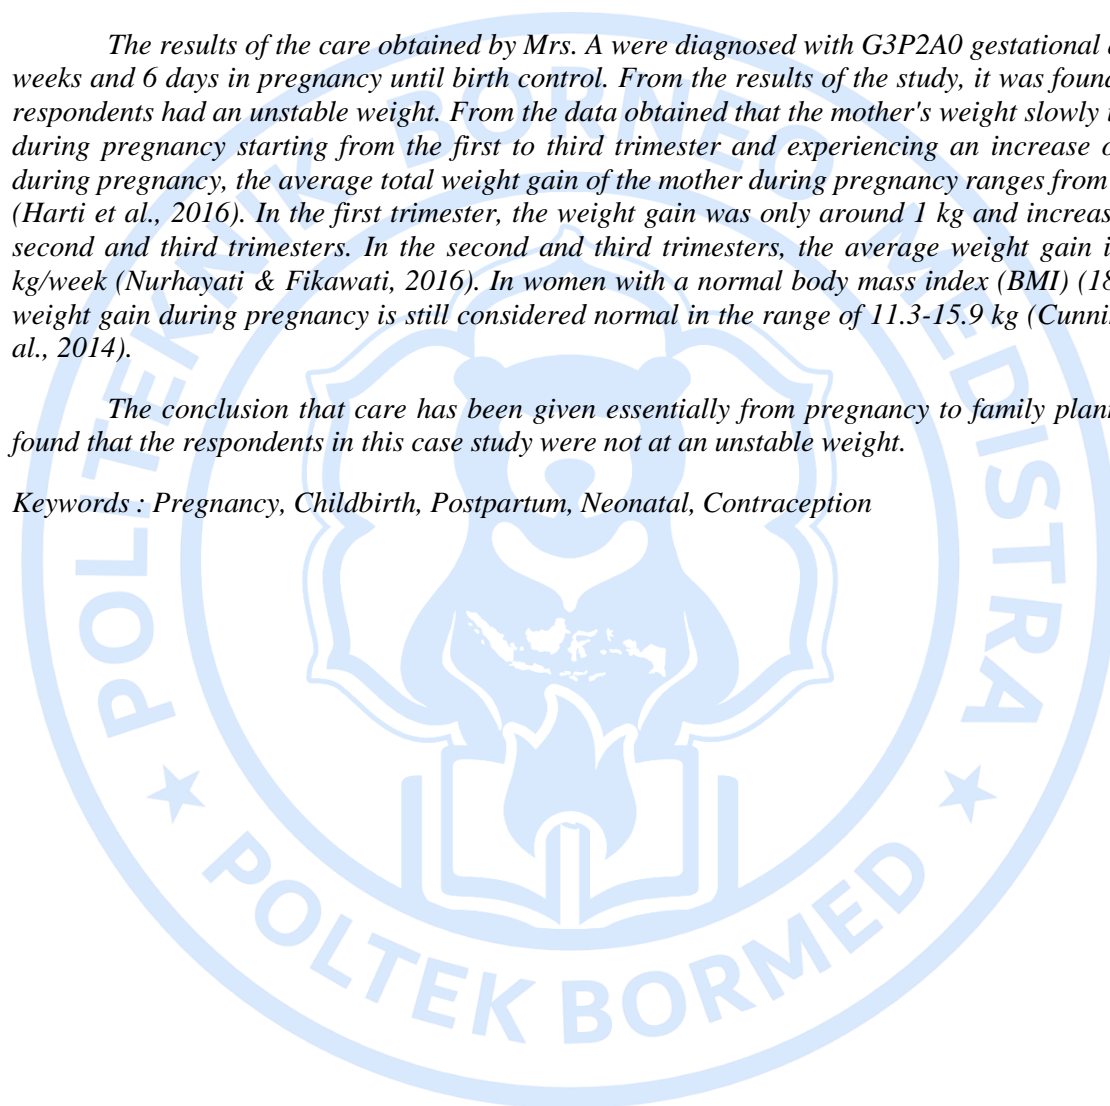 The results of the care obtained by Mrs. A were diagnosed with G3P2A0 gestational
weeks and 6 days in pregnancy until birth control. From the results of the study, it was found
respondents had an unstable weight. From the data obtained that the mother's weight slowly
during pregnancy starting from the first to third trimester and experiencing an increase
during pregnancy, the average total weight gain of the mother during pregnancy ranges from
(Harti et al., 2016). In the first trimester, the weight gain was only around 1 kg and increas
second and third trimesters. In the second and third trimesters, the average weight gain
kg/week (Nurhayati & Fikawati, 2016). In women with a normal body mass index (BMI) (18
weight gain during pregnancy is still considered normal in the range of 11.3-15.9 kg (Cunni
al., 2014).
The conclusion that care has been given essentially from pregnancy to family plan
found that the respondents in this case study were not at an unstable weight.
Keywords : Pregnancy, Childbirth, Postpartum, Neonatal, Contraception
POLITEKNIK BORNEO MEDISTRA
POLTEK BORMED